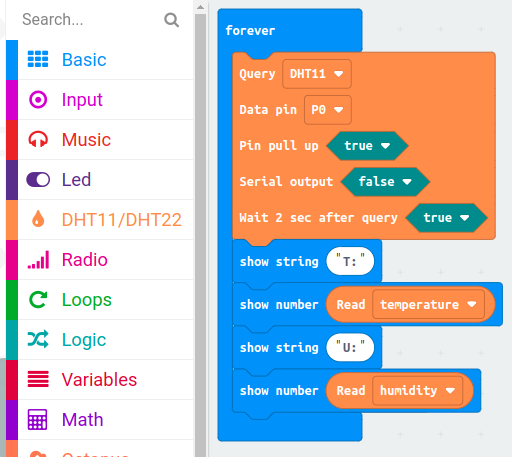 Search...
Basic
Input
Music
Led
DHT11/DHT22
Radio
Loops
Logic
Variables
Math
forever
Query DHT11
Data pin P0
Pin pull up true
Serial output false
Wait 2 sec after query true
show string "T:"
show number Read temperature
show string "U:"
show number Read humidity